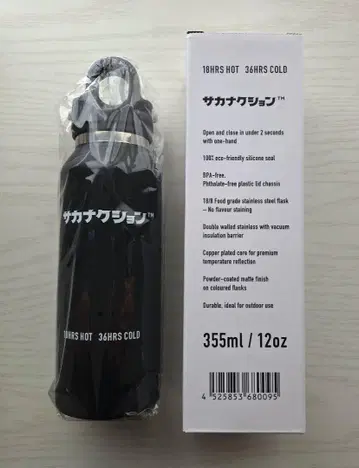 サカナクション™
18HRS HOT 36HRS COLD
18HRS HOT 36HRS COLD
サカナクション™
Open and close in under 2 seconds
with one-hand
100% eco-friendly silicone seal
BPA-free.
Phthalate-free plastic lid chassis
18/8 Food grade stainless steel flask
– No flavour staining
Double walled stainless with vacuum
insulation barrier
Copper plated core for premium
temperature reflection
Powder-coated matte finish
on coloured flasks
Durable, ideal for outdoor use
355ml / 12oz
4 525853 680095